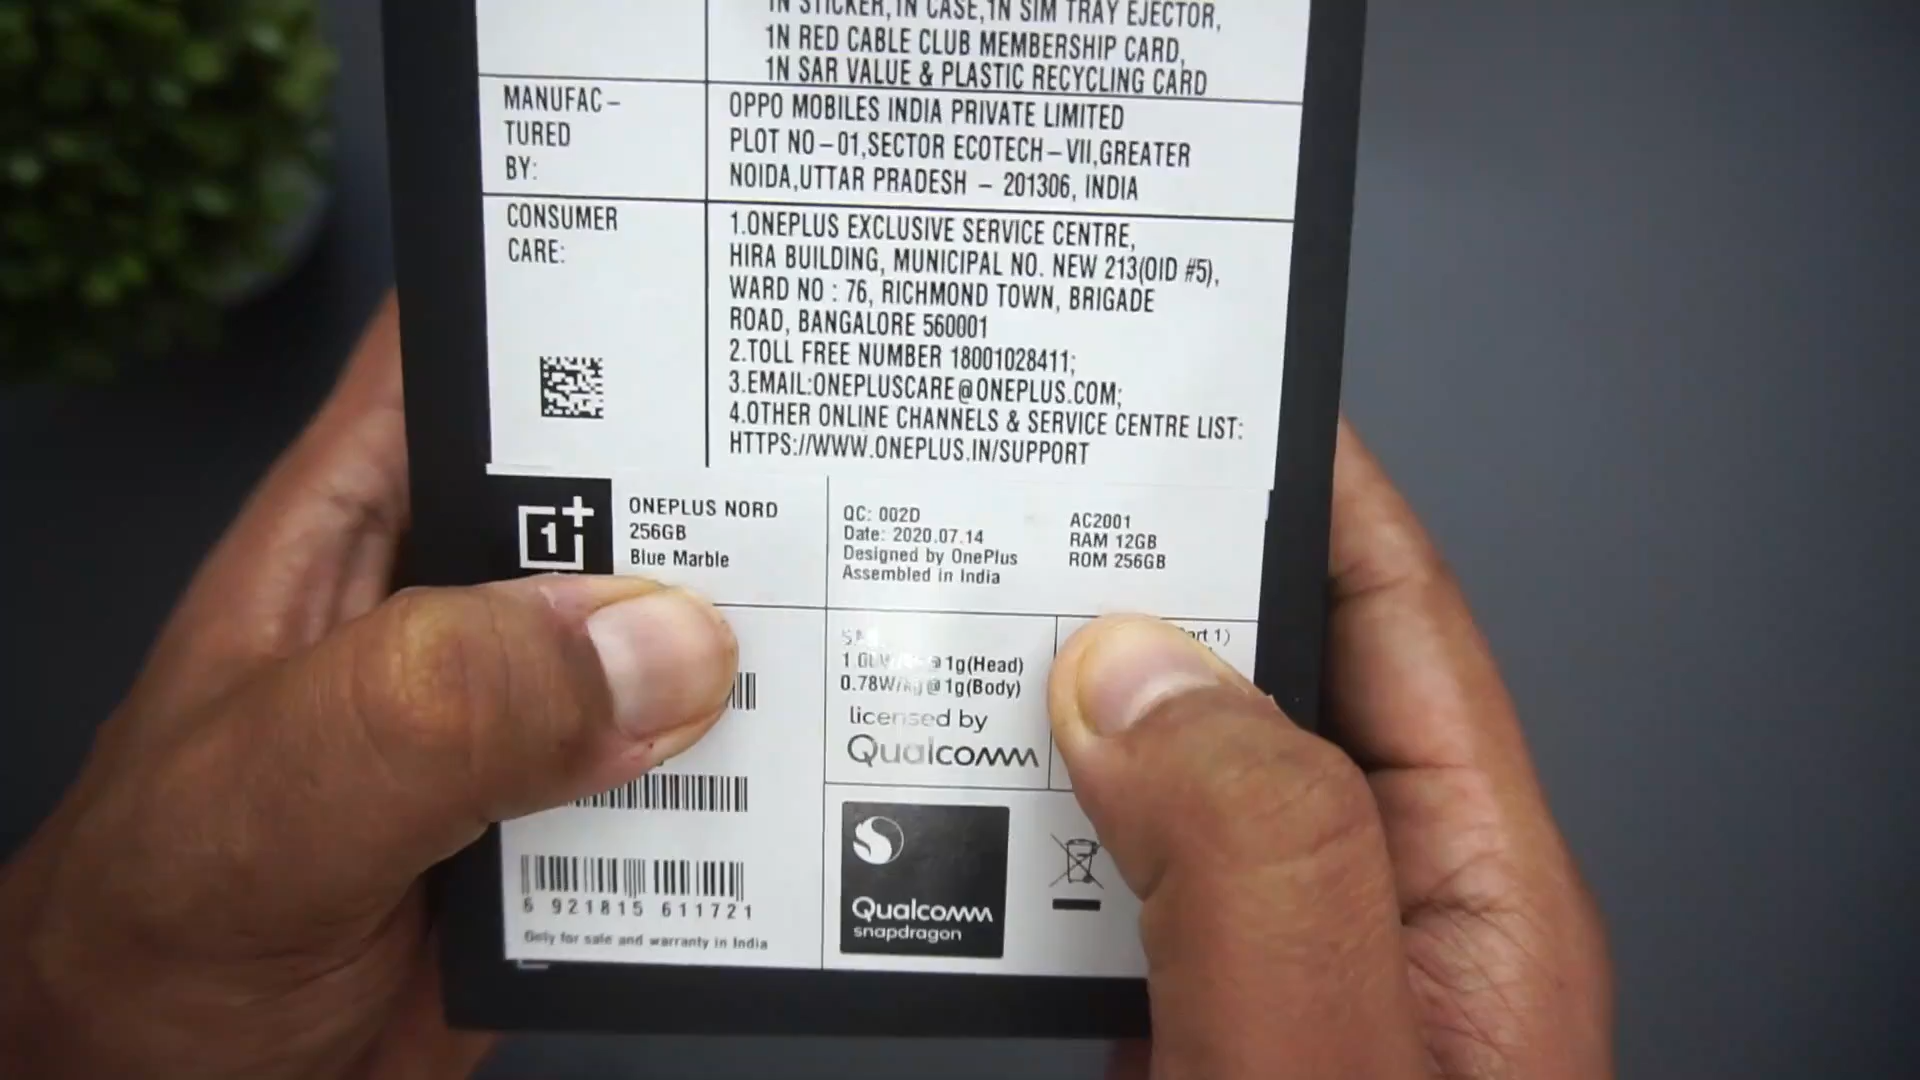 1N STICKER,1N CASE,1N SIM TRAY EJECTOR,
1N RED CABLE CLUB MEMBERSHIP CARD,
1N SAR VALUE & PLASTIC RECYCLING CARD
MANUFAC–
TURED
BY:
OPPO MOBILES INDIA PRIVATE LIMITED
PLOT NO–01,SECTOR ECOTECH–VII,GREATER
NOIDA,UTTAR PRADESH – 201306, INDIA
CONSUMER
CARE:
1.ONEPLUS EXCLUSIVE SERVICE CENTRE,
HIRA BUILDING, MUNICIPAL NO. NEW 213(OID #5),
WARD NO : 76, RICHMOND TOWN, BRIGADE
ROAD, BANGALORE 560001
2.TOLL FREE NUMBER 18001028411;
3.EMAIL:ONEPLUSCARE@ONEPLUS.COM;
4.OTHER ONLINE CHANNELS & SERVICE CENTRE LIST:
HTTPS://WWW.ONEPLUS.IN/SUPPORT
1+
ONEPLUS NORD
256GB
Blue Marble
QC: 002D
Date: 2020.07.14
Designed by OnePlus
Assembled in India
AC2001
RAM 12GB
ROM 256GB
@1g(Head)
0.78W/kg@1g(Body)
licensed by
Qualcomm
Qualcomm
snapdragon
6 921815 611721
Only for sale and warranty in India